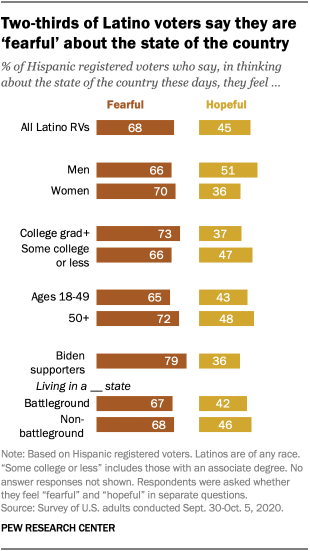 Two-thirds of Latino voters say they are
‘fearful’ about the state of the country
% of Hispanic registered voters who say, in thinking
about the state of the country these days, they feel ...
Fearful Hopeful
All Latino RVs 68 45
Men 66 51
Women 70 36
College grad+ 73 37
Some college
or less 66 47
Ages 18-49 65 43
50+ 72 48
Biden
supporters 79 36
Living in a __ state
Battleground 67 42
Non-
battleground 68 46
Note: Based on Hispanic registered voters. Latinos are of any race.
“Some college or less” includes those with an associate degree. No
answer responses not shown. Respondents were asked whether
they feel “fearful” and “hopeful” in separate questions.
Source: Survey of U.S. adults conducted Sept. 30-Oct. 5, 2020.
PEW RESEARCH CENTER